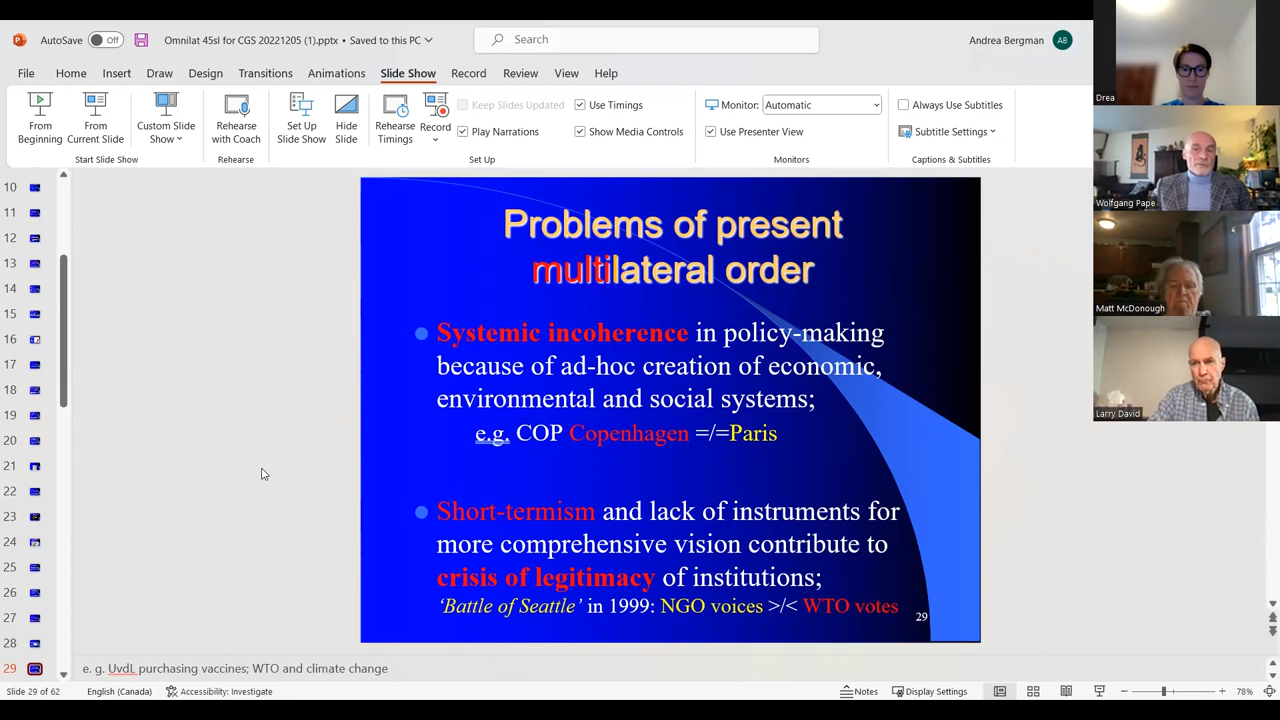 AutoSave Off Omnilat 45sl for CGS 20221205 (1).pptx • Saved to this PC Search Andrea Bergman AB
File Home Insert Draw Design Transitions Animations Slide Show Record Review View Help
From Beginning
From Current Slide
Custom Slide Show
Start Slide Show
Rehearse with Coach
Rehearse
Set Up Slide Show
Hide Slide
Rehearse Timings
Record
Keep Slides Updated
Play Narrations
Use Timings
Show Media Controls
Set Up
Monitor: Automatic
Use Presenter View
Monitors
Always Use Subtitles
Subtitle Settings
Captions & Subtitles
10
11
12
13
14
15
16
17
18
19
20
21
22
23
24
25
26
27
28
29
Problems of present
multilateral order
Systemic incoherence in policy-making
because of ad-hoc creation of economic,
environmental and social systems;
e.g. COP Copenhagen =/=Paris
Short-termism and lack of instruments for
more comprehensive vision contribute to
crisis of legitimacy of institutions;
‘Battle of Seattle’ in 1999: NGO voices >/< WTO votes
29
e. g. UvdL purchasing vaccines; WTO and climate change
Slide 29 of 62 English (Canada) Accessibility: Investigate Notes Display Settings 78%
Drea
Wolfgang Pape
Matt McDonough
Larry David